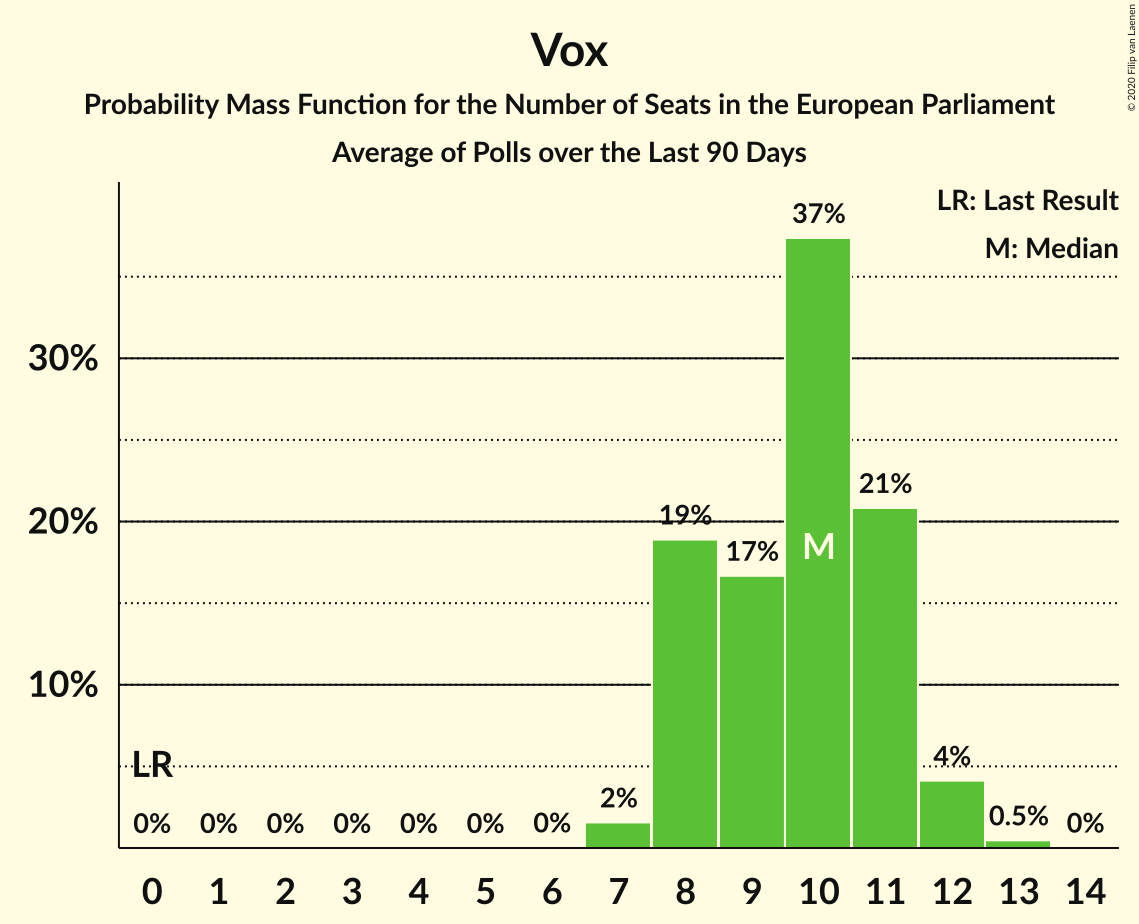 Vox
Probability Mass Function for the Number of Seats in the European Parliament
Average of Polls over the Last 90 Days
© 2020 Filip van Laenen
LR: Last Result
M: Median
37%
30%
21%
20%
19%
17%
M
10%
LR
4%
2%
0.5%
0% 0% 0% 0% 0% 0% 0% 0%
0 1 2 3 4 5 6 7 8 9 10 11 12 13 14